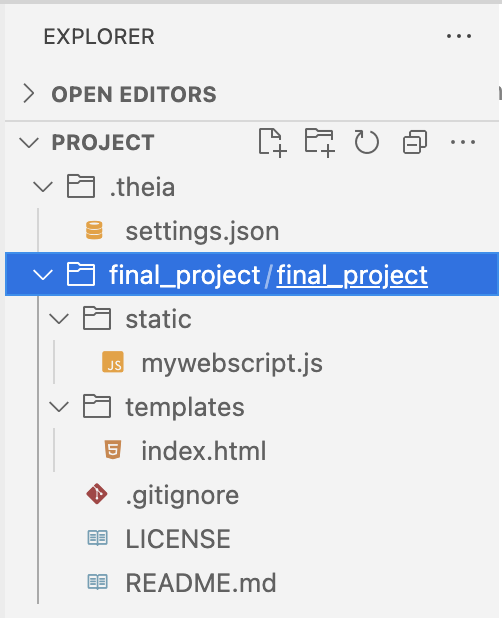 EXPLORER
OPEN EDITORS
PROJECT
.theia
settings.json
final_project/final_project
static
JS mywebscript.js
templates
index.html
.gitignore
LICENSE
README.md